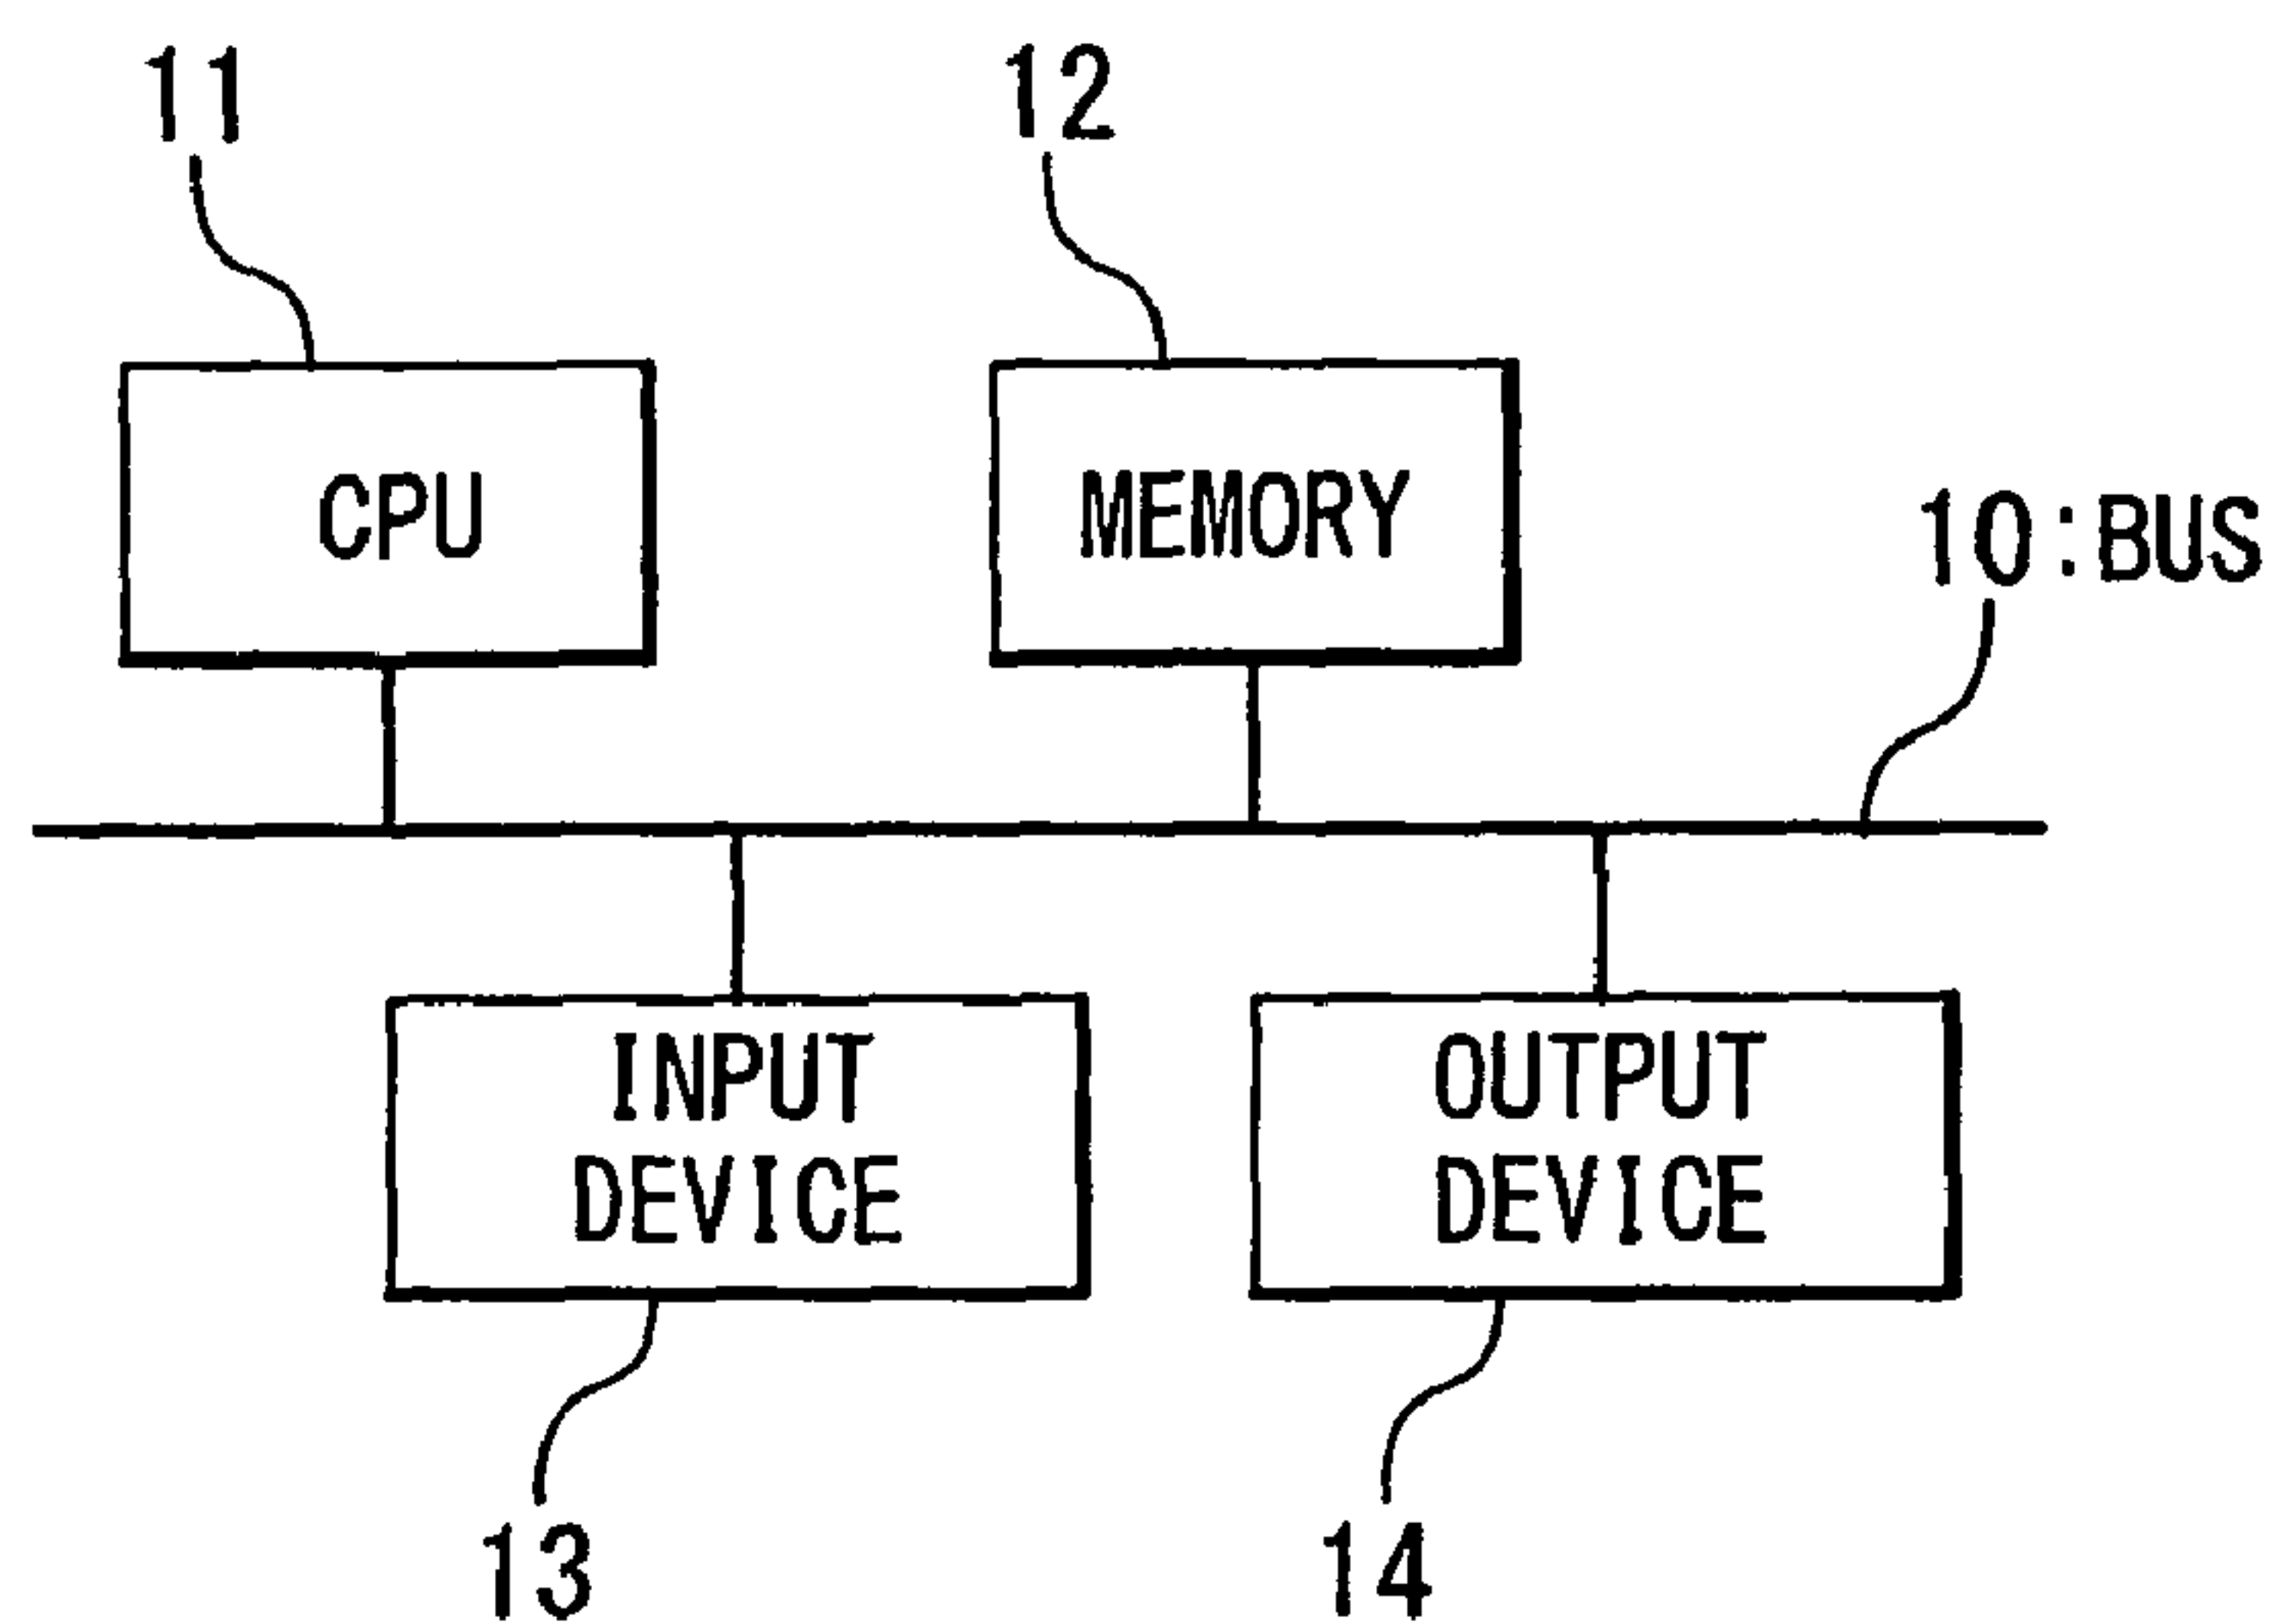 11
12
CPU
MEMORY
10:BUS
INPUT
DEVICE
OUTPUT
DEVICE
13
14